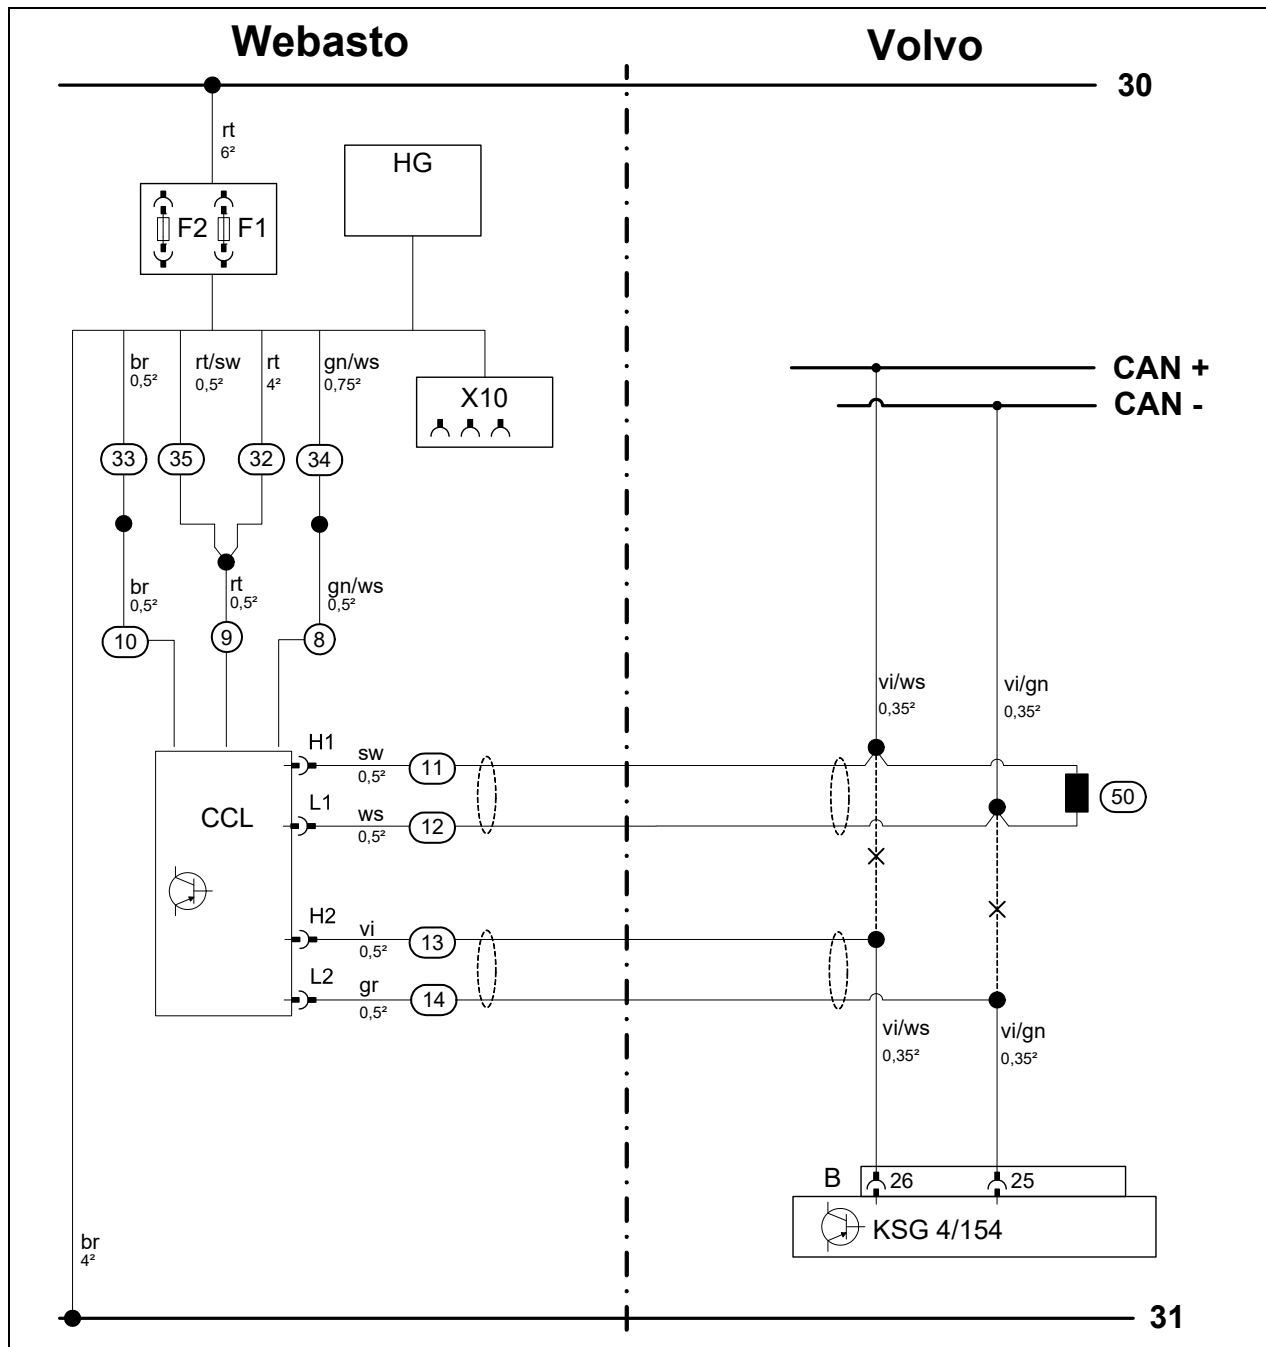 Webasto
Volvo
30
rt
6²
HG
F2
F1
br
0,5²
rt/sw
0,5²
rt
4²
gn/ws
0,75²
X10
CAN +
CAN -
33
35
32
34
br
0,5²
rt
0,5²
gn/ws
0,5²
10
9
8
vi/ws
0,35²
vi/gn
0,35²
H1
sw
0,5²
11
L1
ws
0,5²
12
50
CCL
H2
vi
0,5²
13
L2
gr
0,5²
14
vi/ws
0,35²
vi/gn
0,35²
B
26
25
KSG 4/154
br
4²
31